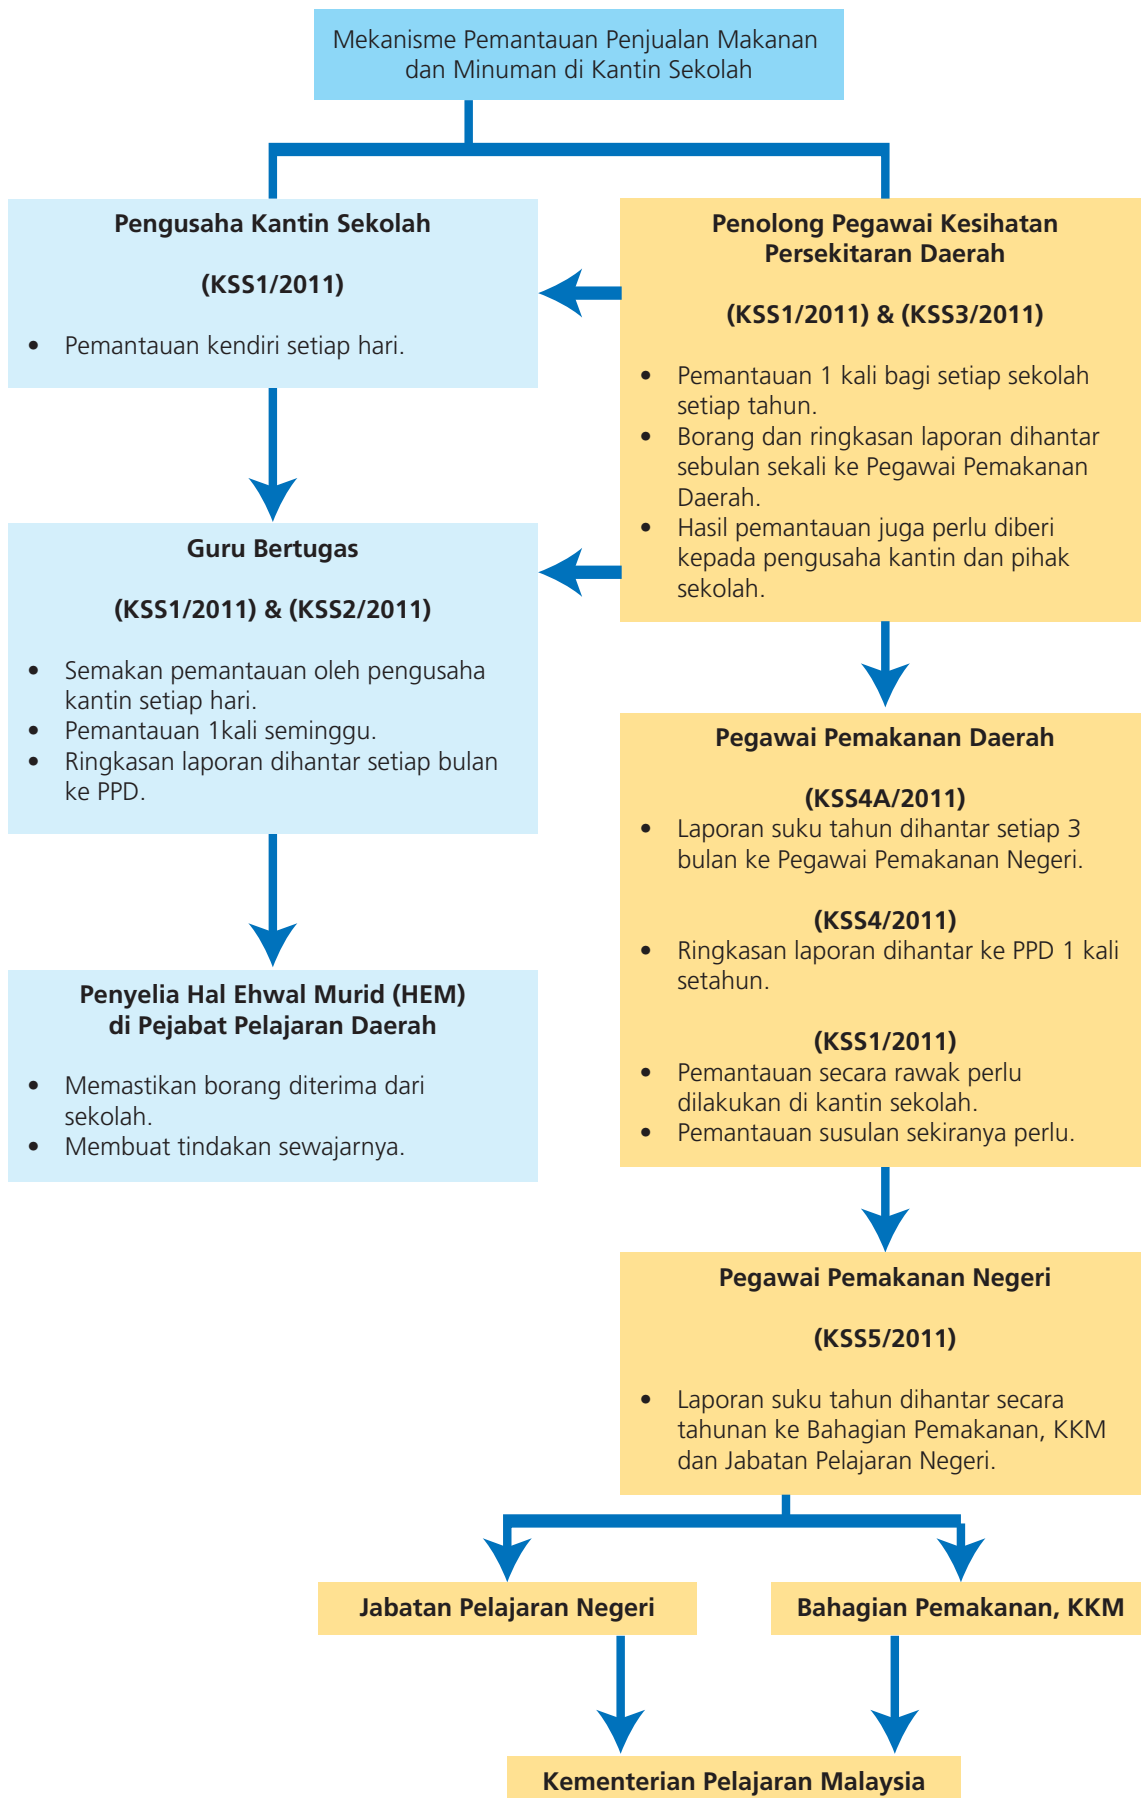 Mekanisme Pemantauan Penjualan Makanan
dan Minuman di Kantin Sekolah
Pengusaha Kantin Sekolah
(KSS1/2011)
• Pemantauan kendiri setiap hari.
Guru Bertugas
(KSS1/2011) & (KSS2/2011)
• Semakan pemantauan oleh pengusaha
kantin setiap hari.
• Pemantauan 1kali seminggu.
• Ringkasan laporan dihantar setiap bulan
ke PPD.
Penyelia Hal Ehwal Murid (HEM)
di Pejabat Pelajaran Daerah
• Memastikan borang diterima dari
sekolah.
• Membuat tindakan sewajarnya.
Penolong Pegawai Kesihatan
Persekitaran Daerah
(KSS1/2011) & (KSS3/2011)
• Pemantauan 1 kali bagi setiap sekolah
setiap tahun.
• Borang dan ringkasan laporan dihantar
sebulan sekali ke Pegawai Pemakanan
Daerah.
• Hasil pemantauan juga perlu diberi
kepada pengusaha kantin dan pihak
sekolah.
Pegawai Pemakanan Daerah
(KSS4A/2011)
• Laporan suku tahun dihantar setiap 3
bulan ke Pegawai Pemakanan Negeri.
(KSS4/2011)
• Ringkasan laporan dihantar ke PPD 1 kali
setahun.
(KSS1/2011)
• Pemantauan secara rawak perlu
dilakukan di kantin sekolah.
• Pemantauan susulan sekiranya perlu.
Pegawai Pemakanan Negeri
(KSS5/2011)
• Laporan suku tahun dihantar secara
tahunan ke Bahagian Pemakanan, KKM
dan Jabatan Pelajaran Negeri.
Jabatan Pelajaran Negeri
Bahagian Pemakanan, KKM
Kementerian Pelajaran Malaysia